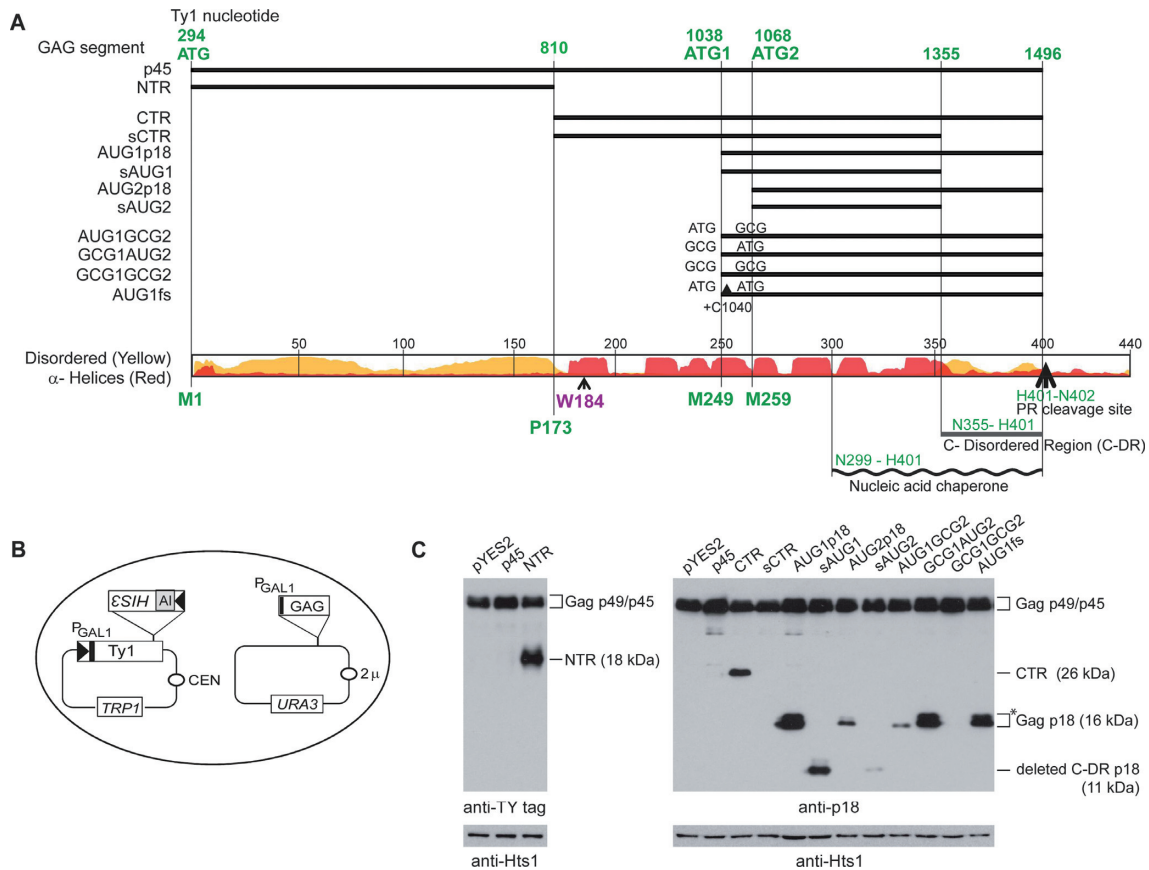 A
Ty1 nucleotide
GAG segment
294 ATG
810
1038 ATG1
1068 ATG2
1355
1496
p45
NTR
CTR
sCTR
AUG1p18
sAUG1
AUG2p18
sAUG2
ATG GCG
AUG1GCG2
GCG ATG
GCG1AUG2
GCG GCG
GCG1GCG2
ATG ATG
AUG1fs
+C1040
50 100 150 200 250 300 350 400 440
Disordered (Yellow)
α- Helices (Red)
M1
W184
M249
M259
H401-N402
PR cleavage site
P173
N355- H401
C- Disordered Region (C-DR)
N299 - H401
Nucleic acid chaperone
B
HIS3
AI
PGAL1
Ty1
CEN
TRP1
PGAL1
GAG
2 μ
URA3
C
pYES2
p45
NTR
Gag p49/p45
NTR (18 kDa)
anti-TY tag
anti-Hts1
pYES2
p45
CTR
sCTR
AUG1p18
sAUG1
AUG2p18
sAUG2
AUG1GCG2
GCG1AUG2
GCG1GCG2
AUG1fs
Gag p49/p45
CTR (26 kDa)
*
Gag p18 (16 kDa)
deleted C-DR p18
(11 kDa)
anti-p18
anti-Hts1